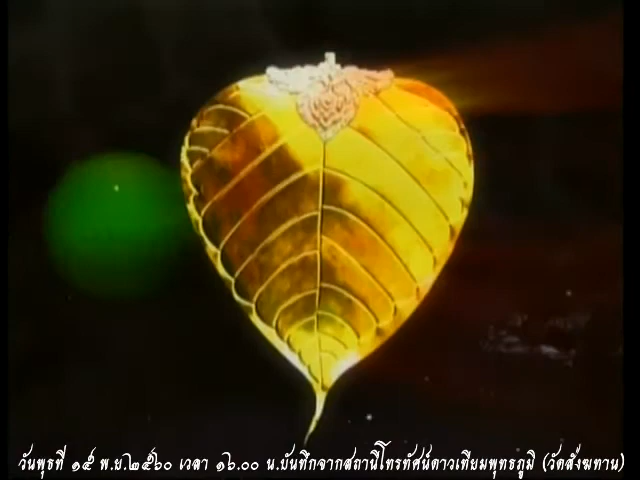 วันพุธที่ ๑๕ พ.ย.๒๕๖๐ เวลา ๑๖.๐๐ น.บันทึกจากสถานีโทรทัศน์ดาวเทียมพุทธภูมิ (วัดสังฆทาน)